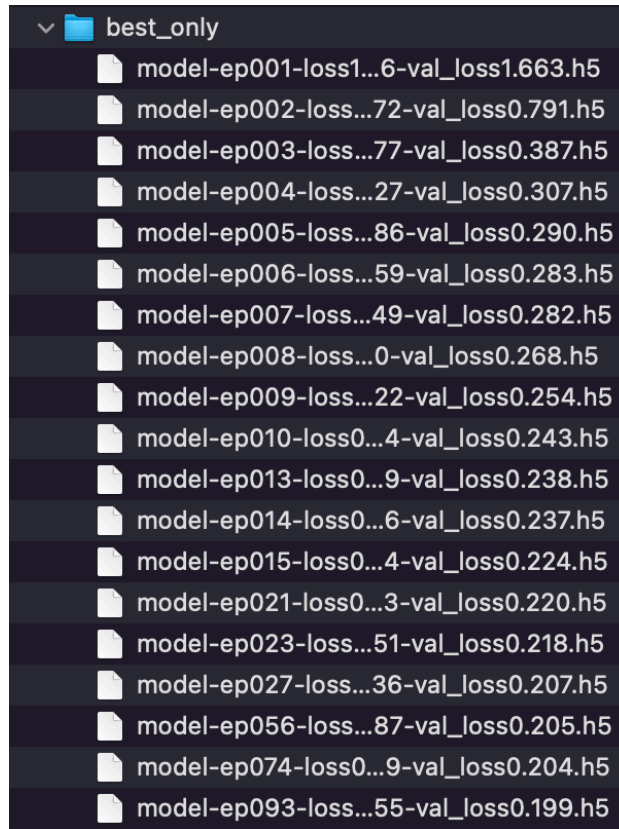 best_only
model-ep001-loss1...6-val_loss1.663.h5
model-ep002-loss...72-val_loss0.791.h5
model-ep003-loss...77-val_loss0.387.h5
model-ep004-loss...27-val_loss0.307.h5
model-ep005-loss...86-val_loss0.290.h5
model-ep006-loss...59-val_loss0.283.h5
model-ep007-loss...49-val_loss0.282.h5
model-ep008-loss...0-val_loss0.268.h5
model-ep009-loss...22-val_loss0.254.h5
model-ep010-loss0...4-val_loss0.243.h5
model-ep013-loss0...9-val_loss0.238.h5
model-ep014-loss0...6-val_loss0.237.h5
model-ep015-loss0...4-val_loss0.224.h5
model-ep021-loss0...3-val_loss0.220.h5
model-ep023-loss...51-val_loss0.218.h5
model-ep027-loss...36-val_loss0.207.h5
model-ep056-loss...87-val_loss0.205.h5
model-ep074-loss0...9-val_loss0.204.h5
model-ep093-loss...55-val_loss0.199.h5